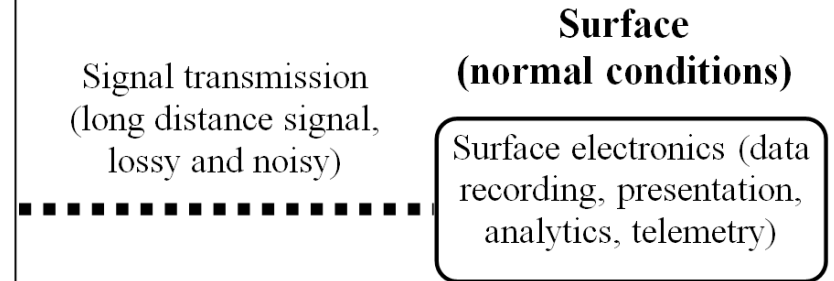 Signal transmission
(long distance signal,
lossy and noisy)
Surface
(normal conditions)
Surface electronics (data
recording, presentation,
analytics, telemetry)